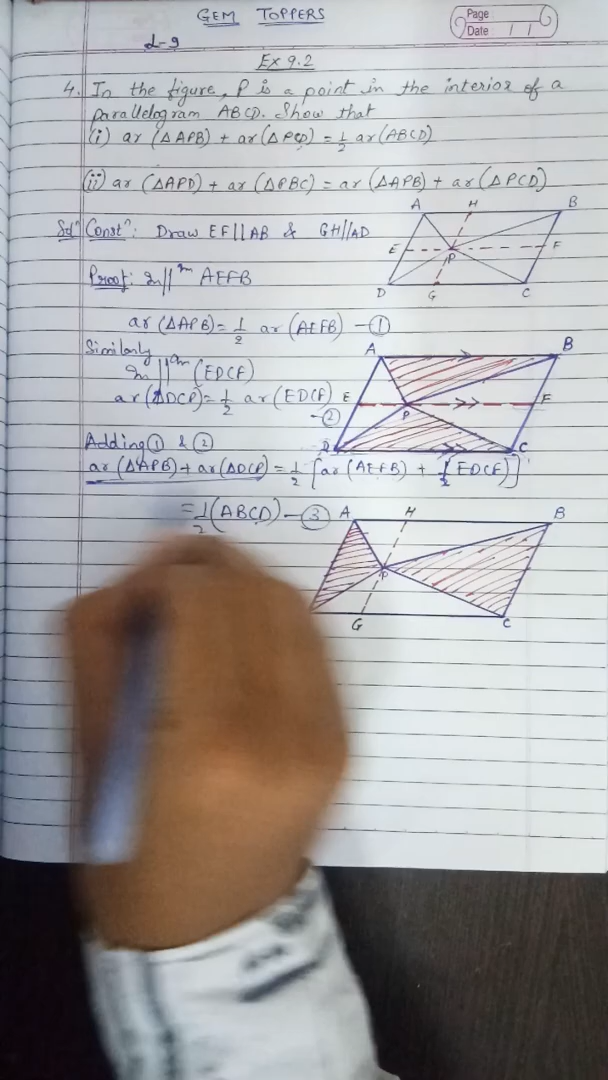 GEM TOPPERS
Page
Date / /
L-9
Ex 9.2
4. In the figure, P is a point in the interior of a
parallelogram ABCD. Show that
(i) ar (△APB) + ar (△PCD) = 1/2 ar (ABCD)
(ii) ar (△APD) + ar (△PBC) = ar (△APB) + ar (△PCD)
Solⁿ Constⁿ: Draw EF||AB & GH//AD
A H B
E P F
D G C
Proof: In ||ᵐ AEFB
ar (△APB) = 1/2 ar (AEFB) — ①
Similarly
In ||ᵍᵐ (EDCF)
ar (△DCP) = 1/2 ar (EDCF)
— ②
A B
E P F
D C
Adding ① & ②
ar (△APB) + ar (△DCP) = 1/2 [ar (AEFB) + 1/2 EDCF)]
= 1/2 (ABCD) — ③
A H B
P
G C